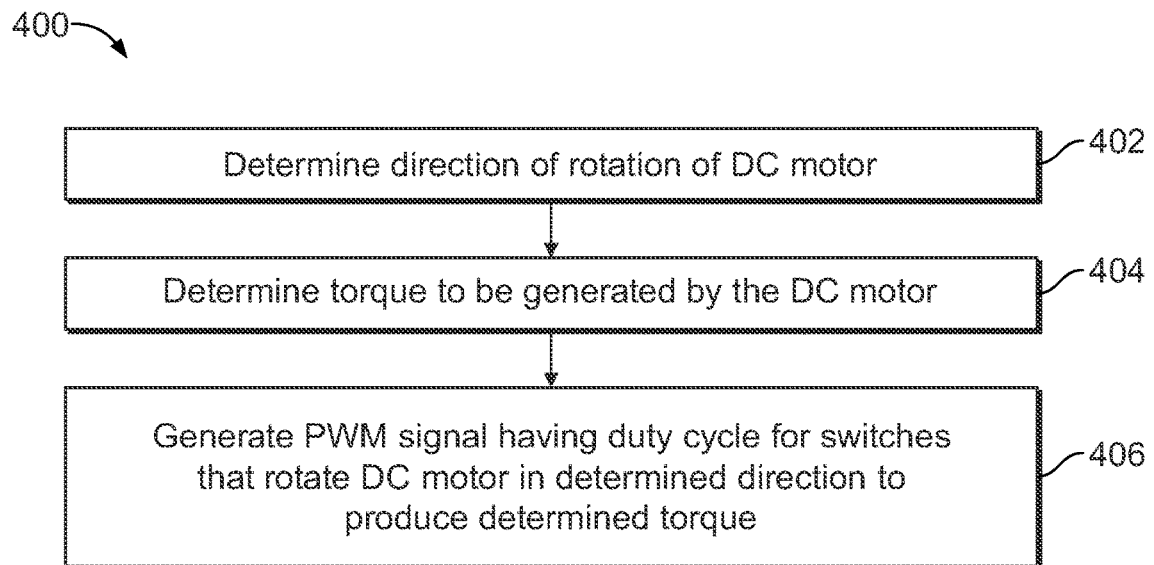 400
Determine direction of rotation of DC motor
402
Determine torque to be generated by the DC motor
404
Generate PWM signal having duty cycle for switches
that rotate DC motor in determined direction to
produce determined torque
406